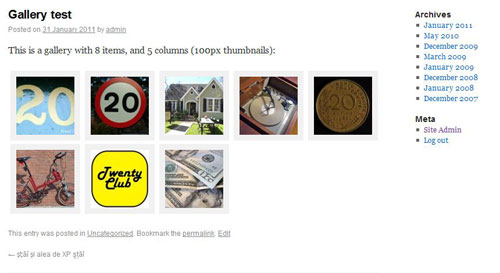 Gallery test
Posted on 31 January 2011 by admin
This is a gallery with 8 items, and 5 columns (100px thumbnails):
20
20
20
Twenty
Club
This entry was posted in Uncategorized. Bookmark the permalink. Edit
← ștăî și alea de XP ştăî
Archives
January 2011
May 2010
December 2009
March 2009
January 2009
December 2008
January 2008
December 2007
Meta
Site Admin
Log out